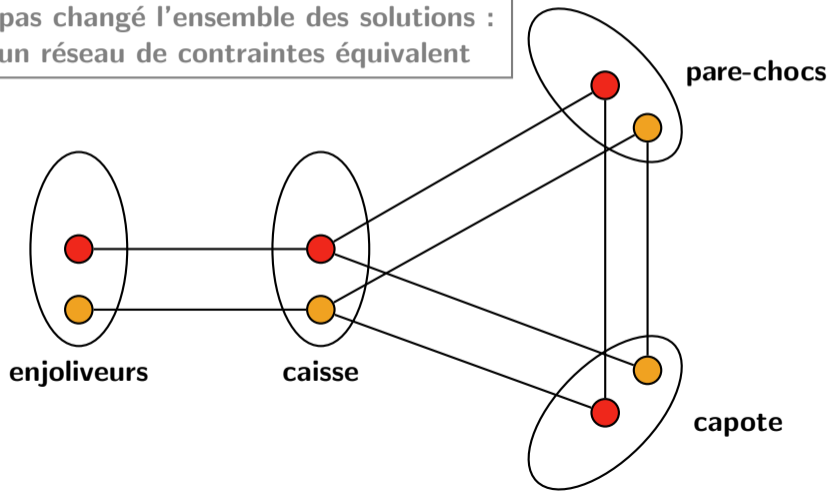 pas changé l'ensemble des solutions :
un réseau de contraintes équivalent
pare-chocs
enjoliveurs
caisse
capote